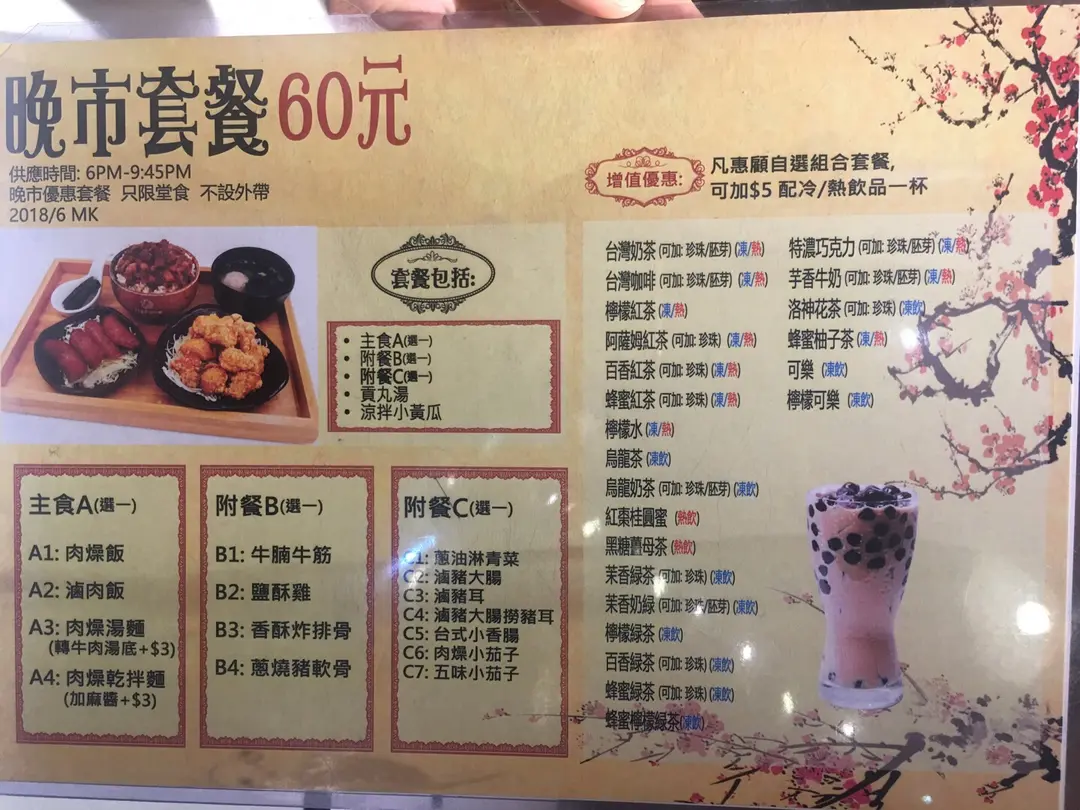 晚市套餐60元
供應時間: 6PM-9:45PM
晚市優惠套餐 只限堂食 不設外帶
2018/6 MK
增值優惠:
凡惠顧自選組合套餐,
可加$5 配冷/熱飲品一杯
套餐包括:
• 主食A(選一)
• 附餐B(選一)
• 附餐C(選一)
• 貢丸湯
• 涼拌小黃瓜
主食A(選一)
A1: 肉燥飯
A2: 滷肉飯
A3: 肉燥湯麵
(轉牛肉湯底+$3)
A4: 肉燥乾拌麵
(加麻醬+$3)
附餐B(選一)
B1: 牛腩牛筋
B2: 鹽酥雞
B3: 香酥炸排骨
B4: 蔥燒豬軟骨
附餐C(選一)
C1: 蔥油淋青菜
C2: 滷豬大腸
C3: 滷豬耳
C4: 滷豬大腸撈豬耳
C5: 台式小香腸
C6: 肉燥小茄子
C7: 五味小茄子
台灣奶茶 (可加: 珍珠/胚芽) (凍/熱)
台灣咖啡 (可加: 珍珠/胚芽) (凍/熱)
檸檬紅茶 (凍/熱)
阿薩姆紅茶 (可加: 珍珠) (凍/熱)
百香紅茶 (可加: 珍珠) (凍/熱)
蜂蜜紅茶 (可加: 珍珠) (凍/熱)
檸檬水 (凍/熱)
烏龍茶 (凍飲)
烏龍奶茶 (可加: 珍珠/胚芽) (凍飲)
紅棗桂圓蜜 (熱飲)
黑糖薑母茶 (熱飲)
茉香綠茶 (可加: 珍珠) (凍飲)
茉香奶綠 (可加: 珍珠/胚芽) (凍飲)
檸檬綠茶 (凍飲)
百香綠茶 (可加: 珍珠) (凍飲)
蜂蜜綠茶 (可加: 珍珠) (凍飲)
蜂蜜檸檬綠茶(凍飲)
特濃巧克力 (可加: 珍珠/胚芽) (凍/熱)
芋香牛奶 (可加: 珍珠/胚芽) (凍/熱)
洛神花茶 (可加: 珍珠) (凍飲)
蜂蜜柚子茶 (凍/熱)
可樂 (凍飲)
檸檬可樂 (凍飲)